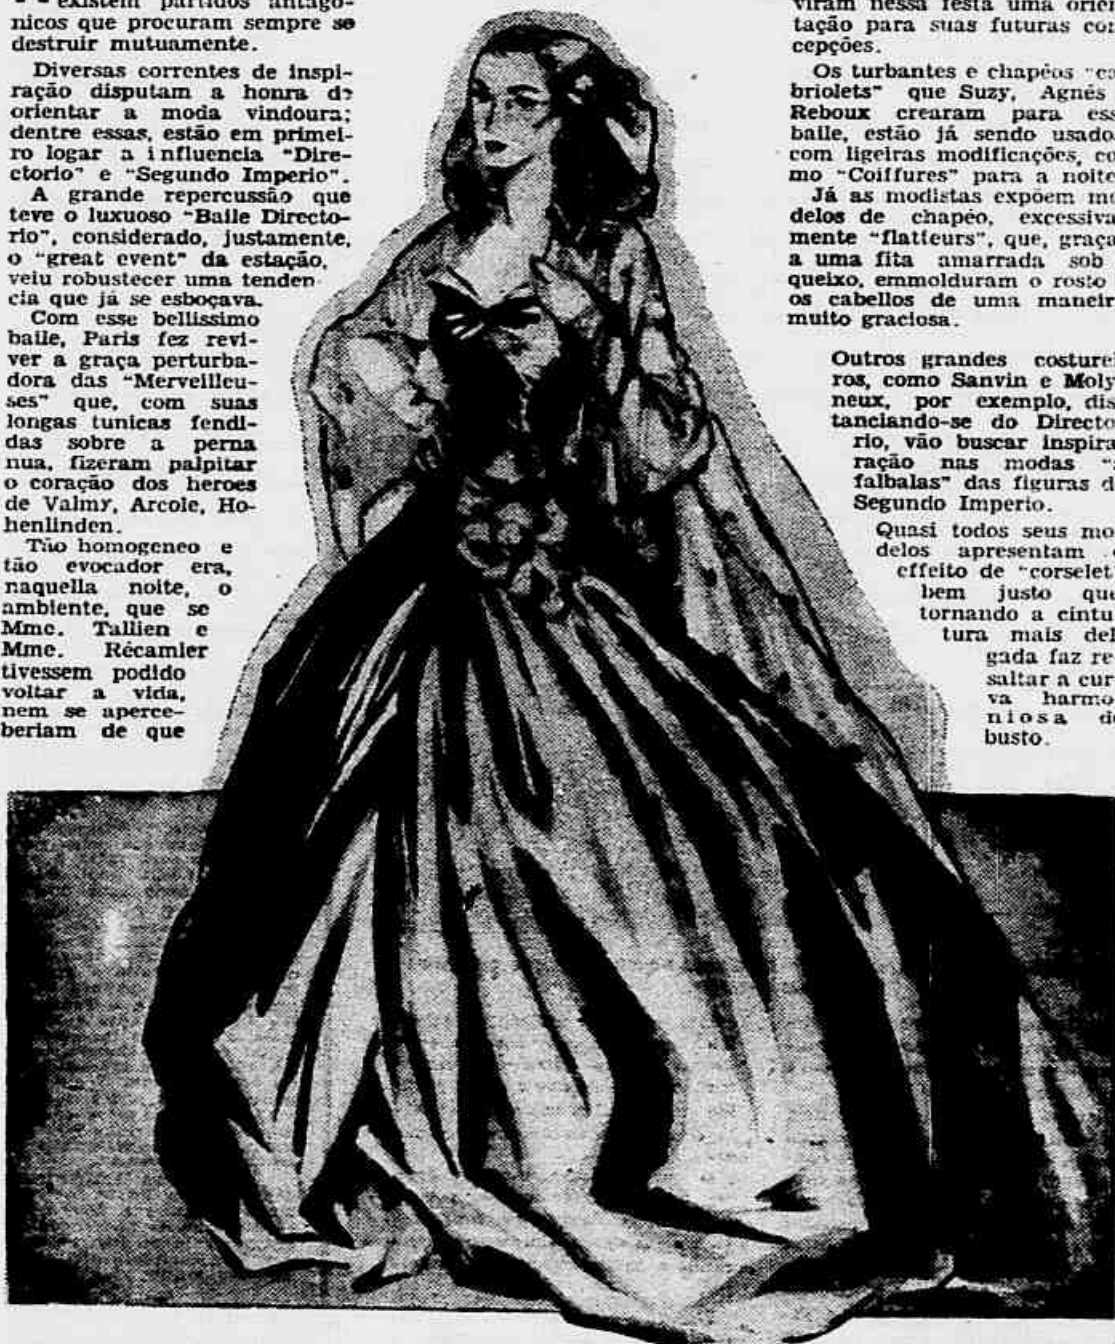 existem partidos antago-
nicos que procuram sempre se
destruir mutuamente.
Diversas correntes de inspi-
ração disputam a honra de
orientar a moda vindoura;
dentre essas, estão em primei-
ro logar a influencia "Dire-
ctorio" e "Segundo Imperio".
A grande repercussão que
teve o luxuoso "Baile Directo-
rio", considerado, justamente,
o "great event" da estação,
veiu robustecer uma tenden-
cia que já se esboçava.
Com esse bellissimo
baile, Paris fez revi-
ver a graça perturba-
dora das "Merveilleu-
ses" que, com suas
longas tunicas fendi-
das sobre a perna
nua, fizeram palpitar
o coração dos heroes
de Valmy, Arcole, Ho-
henlinden.
Tão homogeneo e
tão evocador era,
naquella noite, o
ambiente, que se
Mme. Tallien e
Mme. Récamier
tivessem podido
voltar a vida,
nem se aperce-
beriam de que
viram nessa festa uma orien
tação para suas futuras con
cepções.
Os turbantes e chapéos "ca
briolets" que Suzy, Agnés
Reboux crearam para ess
baile, estão já sendo usado
com ligeiras modificações, co
mo "Coiffures" para a noite
Já as modistas expõem mo
delos de chapéo, excessiva
mente "flatteurs", que, graça
a uma fita amarrada sob
queixo, emmolduram o rosto
os cabellos de uma maneir
muito graciosa.
Outros grandes costurei
ros, como Sanvin e Moly
neux, por exemplo, dis
tanciando-se do Directo
rio, vão buscar inspira
ração nas modas
falbalas" das figuras d
Segundo Imperio.
Quasi todos seus mo
delos apresentam
effeito de "corselet"
bem justo que
tornando a cintu
tura mais del
gada faz re
saltar a cur
va harmo
niosa d
busto.